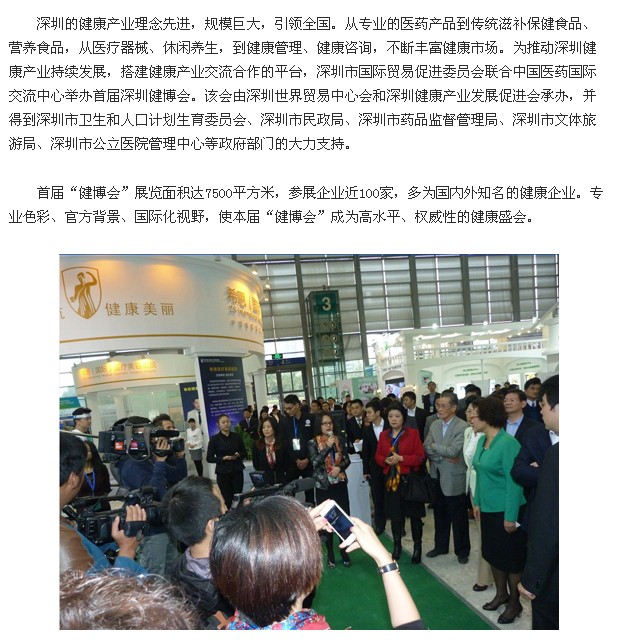 深圳的健康产业理念先进，规模巨大，引领全国。从专业的医药产品到传统滋补保健食品、
营养食品，从医疗器械、休闲养生，到健康管理、健康咨询，不断丰富健康市场。为推动深圳健
康产业持续发展，搭建健康产业交流合作的平台，深圳市国际贸易促进委员会联合中国医药国际
交流中心举办首届深圳健博会。该会由深圳世界贸易中心会和深圳健康产业发展促进会承办，并
得到深圳市卫生和人口计划生育委员会、深圳市民政局、深圳市药品监督管理局、深圳市文体旅
游局、深圳市公立医院管理中心等政府部门的大力支持。
首届“健博会”展览面积达7500平方米，参展企业近100家，多为国内外知名的健康企业。专
业色彩、官方背景、国际化视野，使本届“健博会”成为高水平、权威性的健康盛会。
健康美丽
3